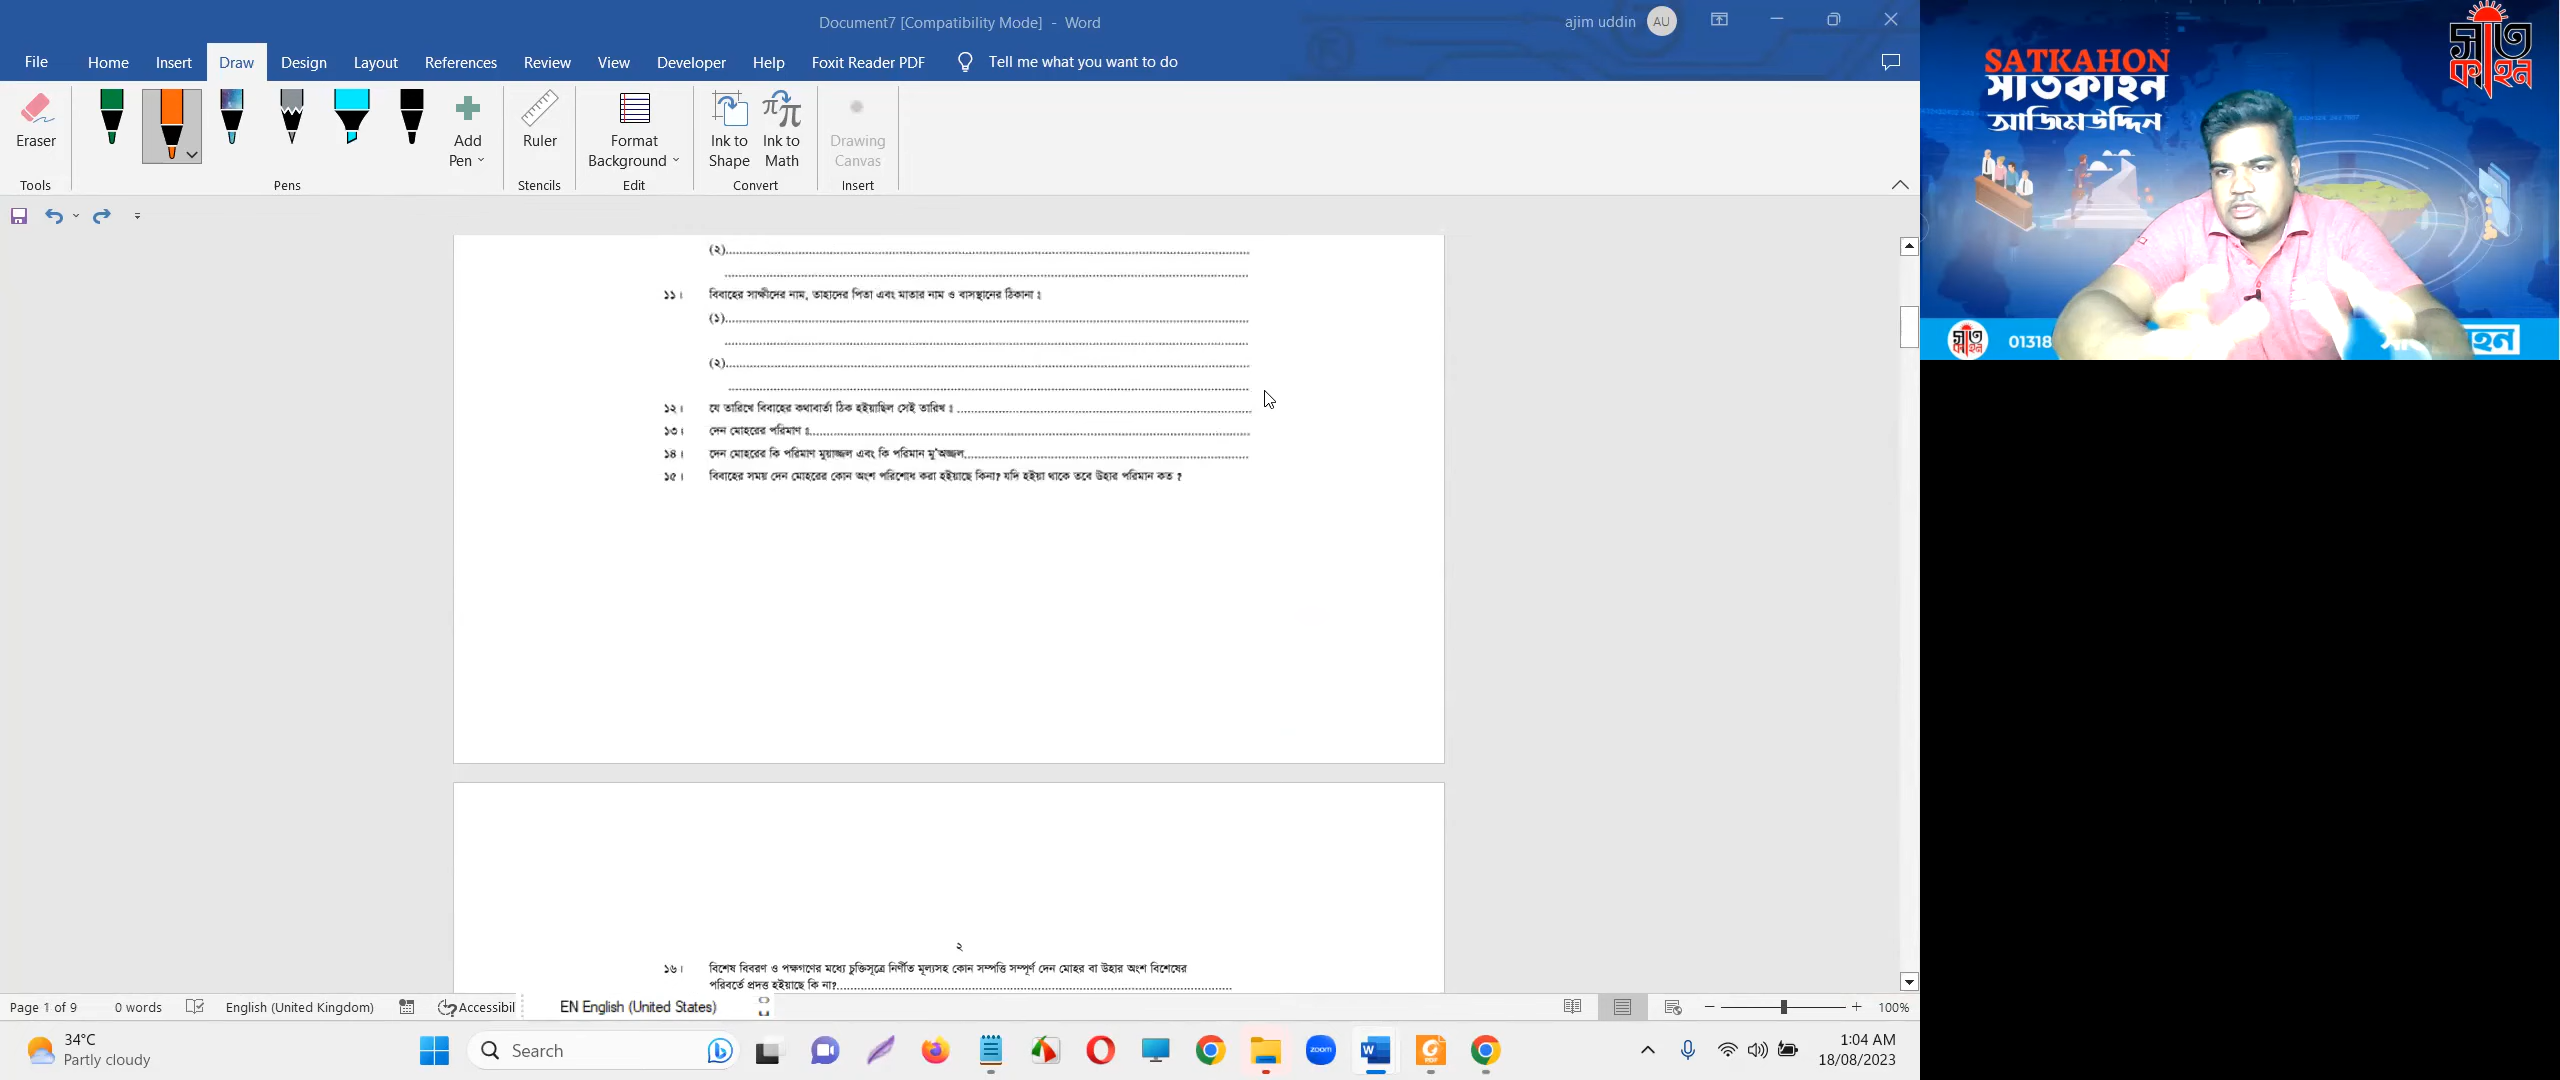 Document7 [Compatibility Mode] - Word
ajim uddin AU
File Home Insert Draw Design Layout References Review View Developer Help Foxit Reader PDF Tell me what you want to do
Eraser
Add Pen
Ruler
Format Background
Ink to Shape
Ink to Math
Drawing Canvas
Tools Pens Stencils Edit Convert Insert
(২)
১১। বিবাহের সাক্ষীদের নাম, তাহাদের পিতা এবং মাতার নাম ও বাসস্থানের ঠিকানা ঃ
(১)
(২)
১২। যে তারিখে বিবাহের কথাবার্তা ঠিক হইয়াছিল সেই তারিখ ঃ
১৩। দেন মোহরের পরিমাণ ঃ
১৪। দেন মোহরের কি পরিমাণ মুয়াজ্জল এবং কি পরিমান মু'অজ্জল
১৫। বিবাহের সময় দেন মোহরের কোন অংশ পরিশোধ করা হইয়াছে কিনা? যদি হইয়া থাকে তবে উহার পরিমান কত ?
২
১৬। বিশেষ বিবরণ ও পক্ষগণের মধ্যে চুক্তিসূত্রে নির্ণীত মূল্যসহ কোন সম্পত্তি সম্পূর্ণ দেন মোহর বা উহার অংশ বিশেষের
পরিবর্তে প্রদত্ত হইয়াছে কি না?
Page 1 of 9 0 words English (United Kingdom) Accessibil EN English (United States) 100%
34°C
Partly cloudy
Search
zoom
1:04 AM
18/08/2023
SATKAHON
সাতকাহন
আজিমউদ্দিন
সাত
কাহন
সাত
কাহন
01318
হন